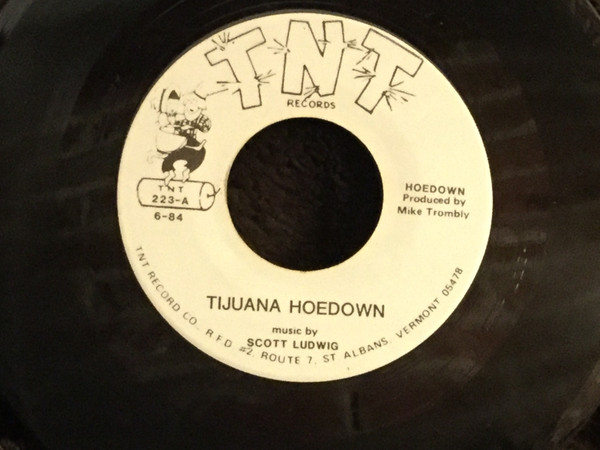 TNT
RECORDS
TNT
223-A
6-84
HOEDOWN
Produced by
Mike Trombly
TIJUANA HOEDOWN
music by
SCOTT LUDWIG
TNT RECORD CO., R.F.D #2, ROUTE 7, ST ALBANS, VERMONT 05478